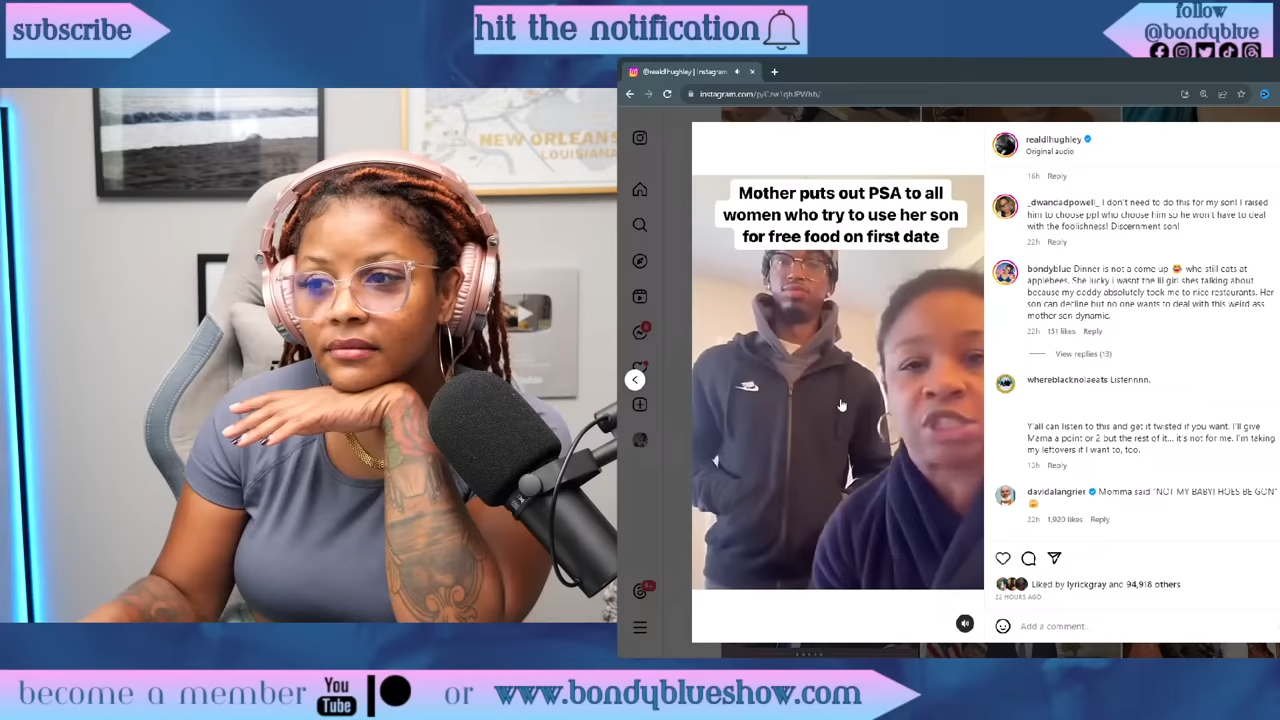 subscribe
hit the notification
follow
@bondyblue
@realdlhughley | Instagram
NEW ORLEANS
LOUISIANA
realdlhughley
Original audio
16h Reply
Mother puts out PSA to all
women who try to use her son
for free food on first date
_dwandadpowell_ I don't need to do this for my son! I raised
him to choose ppl who choose him so he won't have to deal
with the foolishness! Discernment son!
22h Reply
bondyblue Dinner is not a come up 🤣 who still eats at
applebees. She lucky I wasnt the lil girl shes talking about
because my daddy absolutely took me to nice restaurants. Her
son can decline but no one wants to deal with this weird ass
mother son dynamic.
22h 151 likes Reply
View replies (13)
whereblacknolaeats Listennnn.
Y'all can listen to this and get it twisted if you want. I'll give
Mama a point or 2 but the rest of it... it's not for me. I'm taking
my leftovers if I want to, too.
13h Reply
davidalangrier Momma said "NOT MY BABY! HOES BE GON"
22h 1,920 likes Reply
Liked by lyrickgray and 94,918 others
22 HOURS AGO
Add a comment...
become a member You
Tube or www.bondyblueshow.com